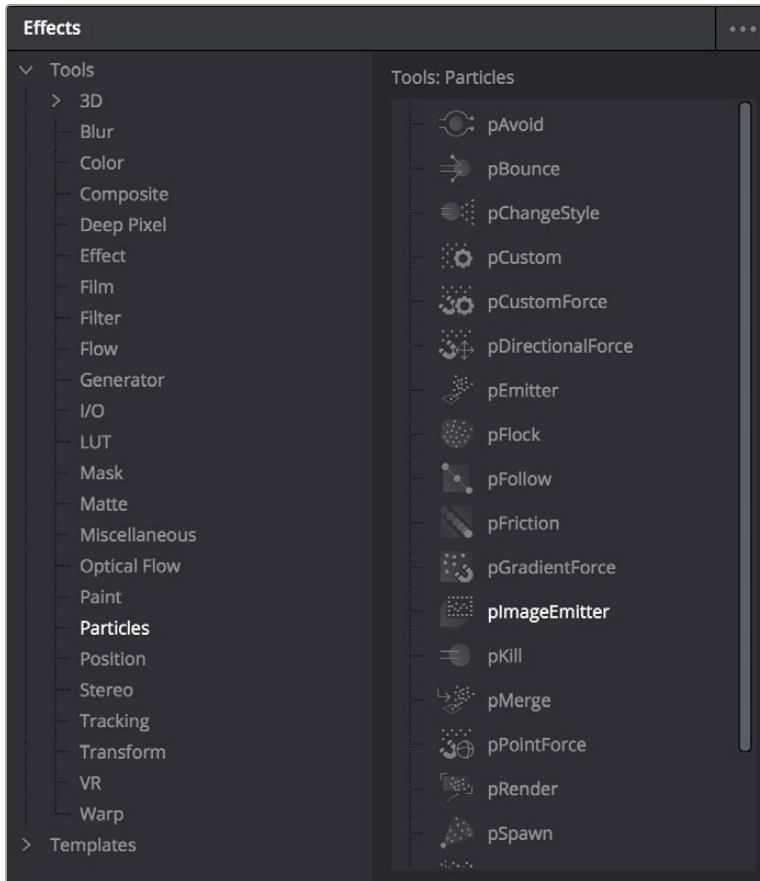 Effects
Tools
3D
Blur
Color
Composite
Deep Pixel
Effect
Film
Filter
Flow
Generator
I/O
LUT
Mask
Matte
Miscellaneous
Optical Flow
Paint
Particles
Position
Stereo
Tracking
Transform
VR
Warp
Templates
Tools: Particles
pAvoid
pBounce
pChangeStyle
pCustom
pCustomForce
pDirectionalForce
pEmitter
pFlock
pFollow
pFriction
pGradientForce
pImageEmitter
pKill
pMerge
pPointForce
pRender
pSpawn